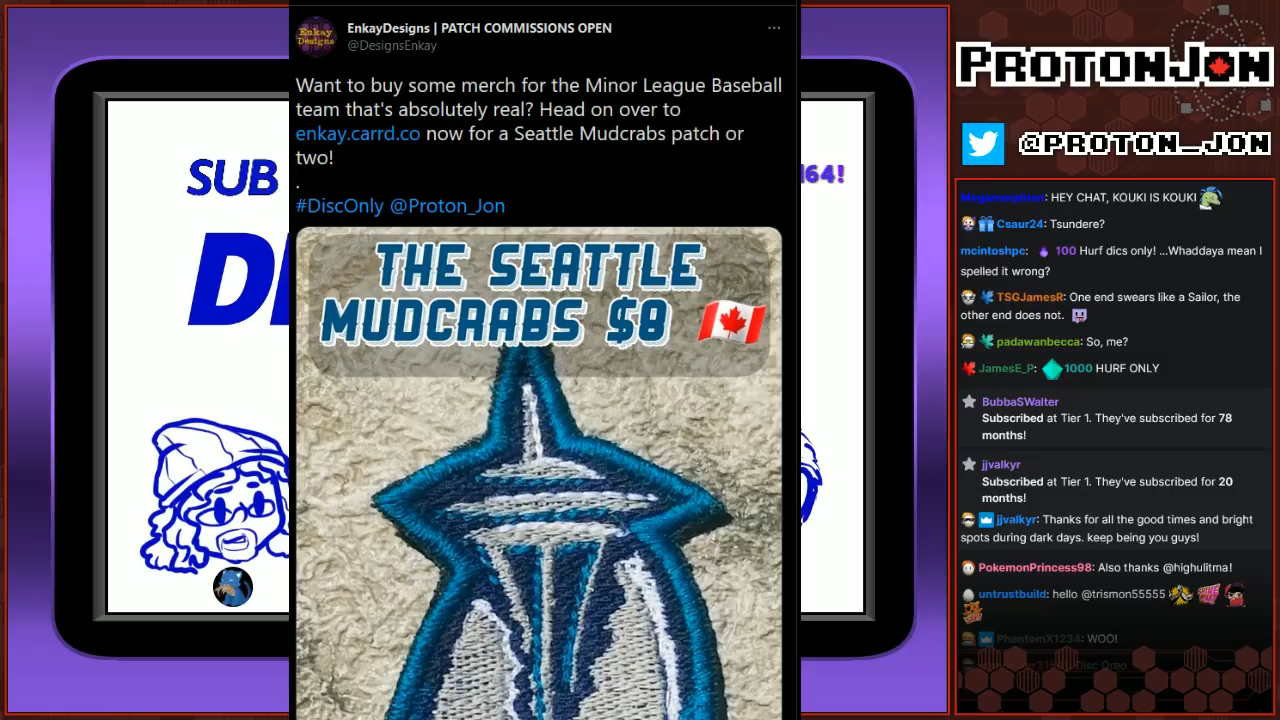 Enkay
Designs
EnkayDesigns | PATCH COMMISSIONS OPEN
@DesignsEnkay
Want to buy some merch for the Minor League Baseball
team that's absolutely real? Head on over to
enkay.carrd.co now for a Seattle Mudcrabs patch or
two!
.
#DiscOnly @Proton_Jon
THE SEATTLE
MUDCRABS $8
SUB
64!
PROTONJON
@PROTON_JON
Megamorphion: HEY CHAT, KOUKI IS KOUKI
Csaur24: Tsundere?
mcintoshpc: 100 Hurf dics only! ...Whaddaya mean I
spelled it wrong?
TSGJamesR: One end swears like a Sailor, the
other end does not.
padawanbecca: So, me?
JamesE_P: 1000 HURF ONLY
BubbaSWalter
Subscribed at Tier 1. They've subscribed for 78
months!
jjvalkyr
Subscribed at Tier 1. They've subscribed for 20
months!
jjvalkyr: Thanks for all the good times and bright
spots during dark days. keep being you guys!
PokemonPrincess98: Also thanks @highulitma!
untrustbuild: hello @trismon55555
PhantomX1234: WOO!
Disc Oreo